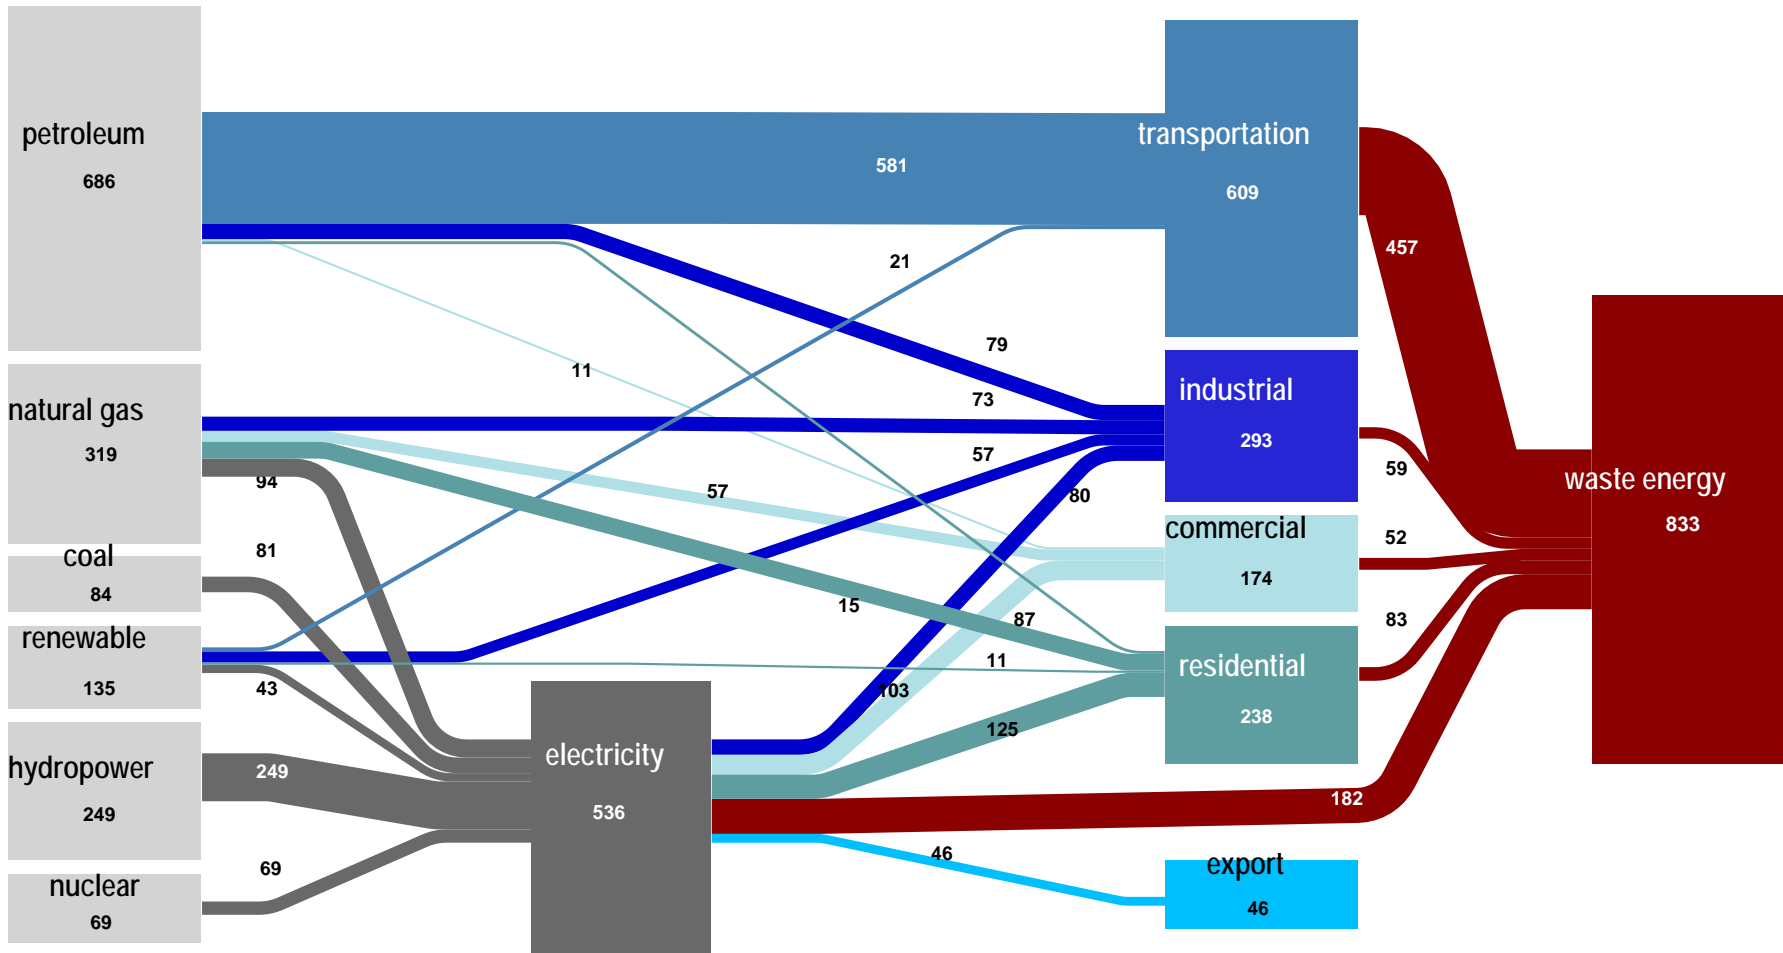 petroleum
686
natural gas
319
coal
84
renewable
135
hydropower
249
nuclear
69
94
81
43
249
69
electricity
536
581
21
79
11
73
57
57
80
15
87
11
103
125
182
46
transportation
609
industrial
293
commercial
174
residential
238
export
46
457
59
52
83
waste energy
833